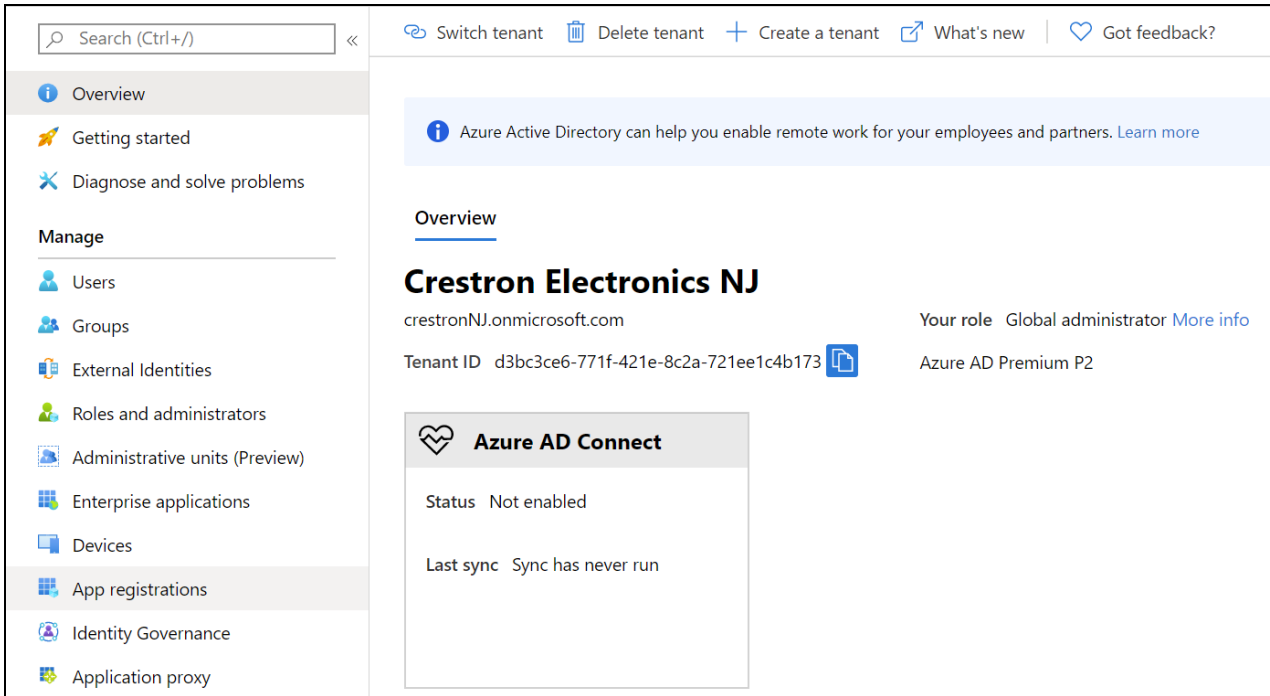 Search (Ctrl+/)
«
Overview
Getting started
Diagnose and solve problems
Manage
Users
Groups
External Identities
Roles and administrators
Administrative units (Preview)
Enterprise applications
Devices
App registrations
Identity Governance
Application proxy
Switch tenant
Delete tenant
Create a tenant
What's new
Got feedback?
Azure Active Directory can help you enable remote work for your employees and partners. Learn more
Overview
Crestron Electronics NJ
crestronNJ.onmicrosoft.com
Your role Global administrator More info
Tenant ID d3bc3ce6-771f-421e-8c2a-721ee1c4b173
Azure AD Premium P2
Azure AD Connect
Status Not enabled
Last sync Sync has never run